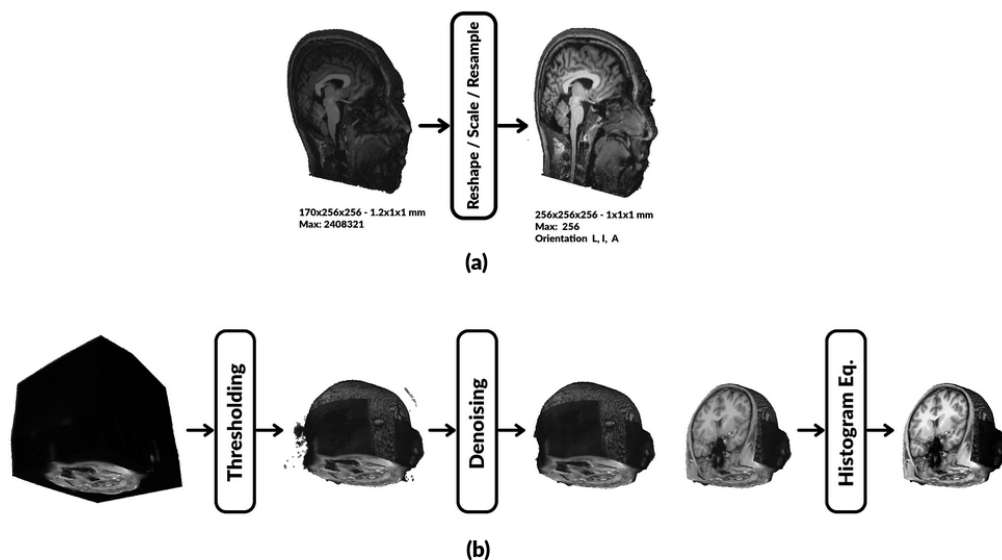 Reshape / Scale / Resample
170x256x256 - 1.2x1x1 mm
Max: 2408321
256x256x256 - 1x1x1 mm
Max: 256
Orientation L, I, A
(a)
Thresholding
Denoising
Histogram Eq.
(b)